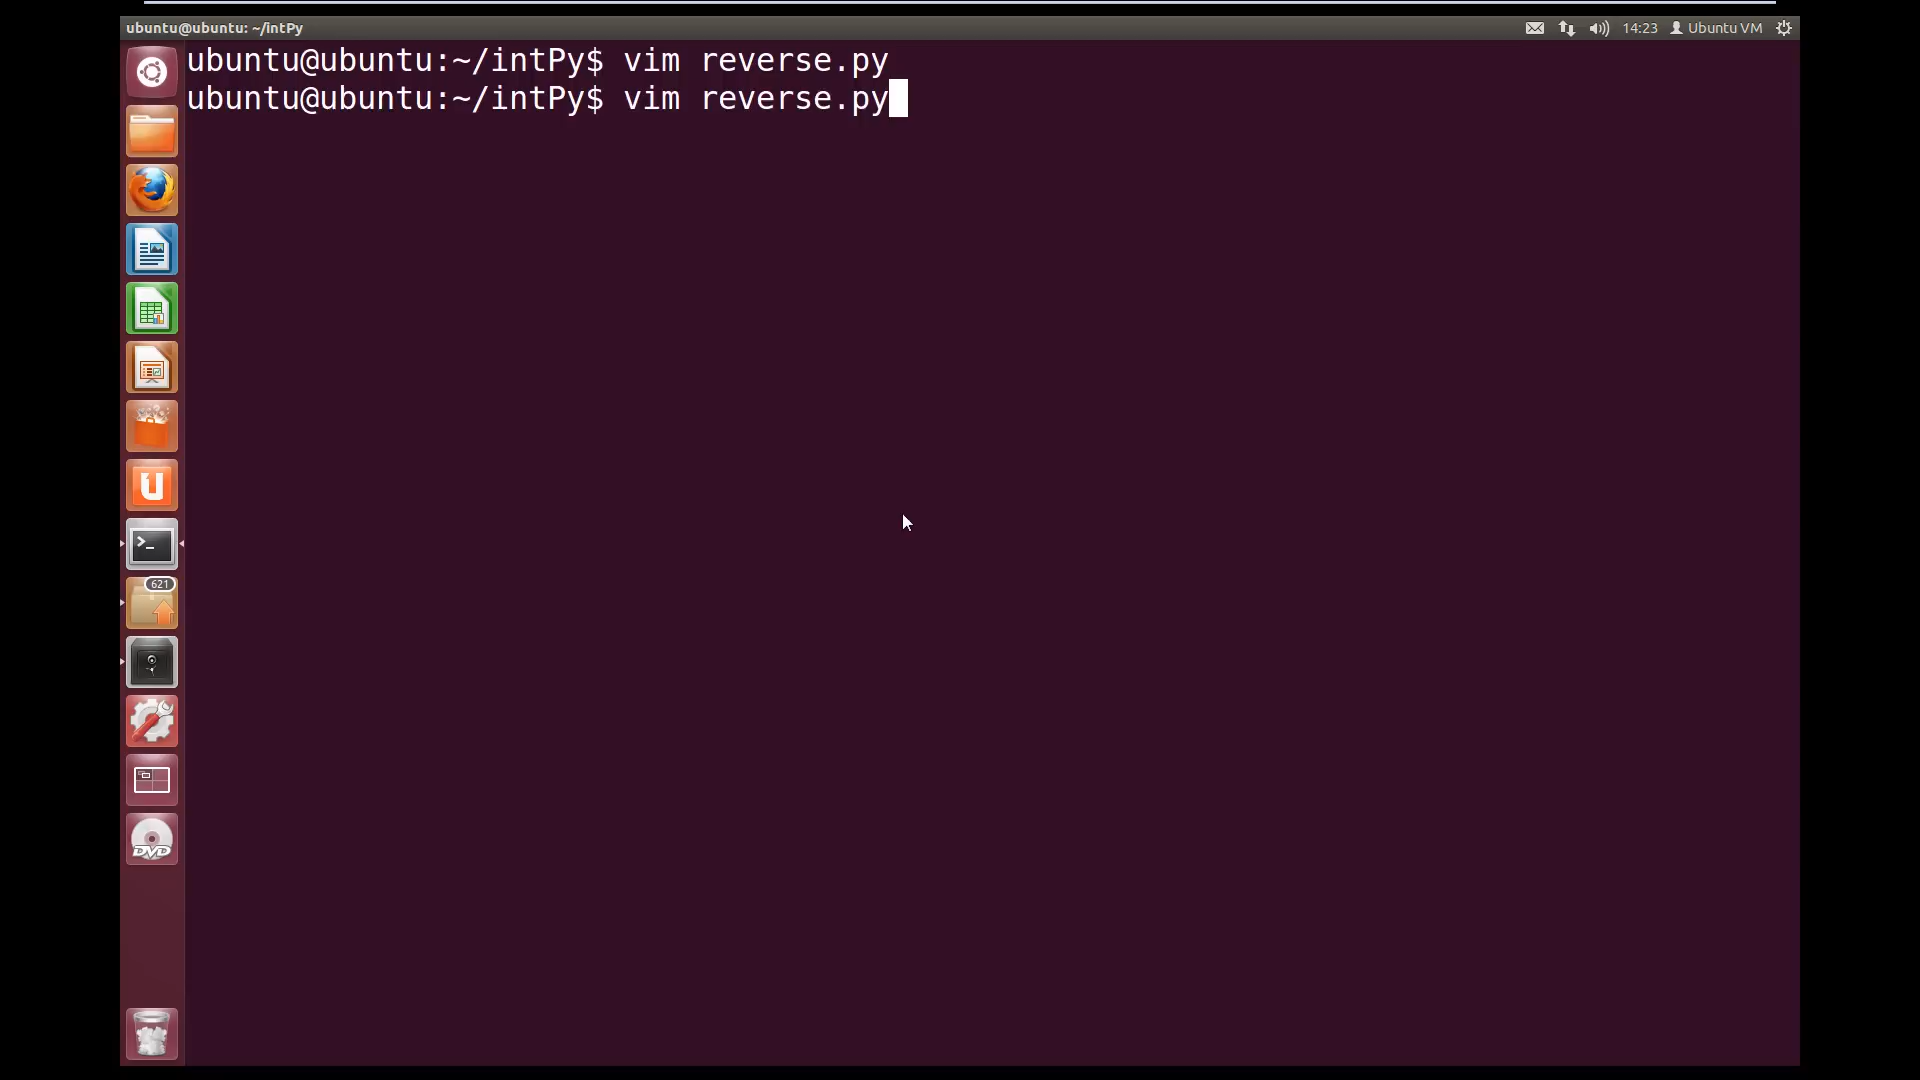 ubuntu@ubuntu: ~/intPy
14:23
Ubuntu VM
ubuntu@ubuntu:~/intPy$ vim reverse.py
ubuntu@ubuntu:~/intPy$ vim reverse.py
U
>_
621
DVD